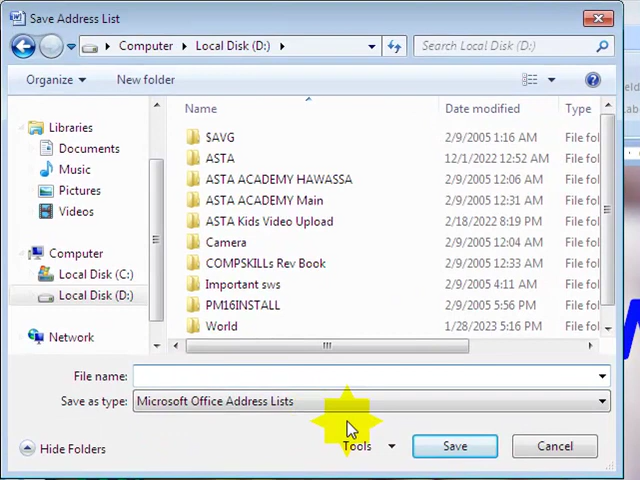 Save Address List
Computer Local Disk (D:)
Search Local Disk (D:)
Organize
New folder
Name Date modified Type
Libraries
Documents
Music
Pictures
Videos
Computer
Local Disk (C:)
Local Disk (D:)
Network
$AVG 2/9/2005 1:16 AM File fol
ASTA 12/1/2022 12:52 AM File fol
ASTA ACADEMY HAWASSA 2/9/2005 12:06 AM File fol
ASTA ACADEMY Main 2/9/2005 12:31 AM File fol
ASTA Kids Video Upload 2/18/2022 8:19 PM File fol
Camera 2/9/2005 12:04 AM File fol
COMPSKILLs Rev Book 2/9/2005 12:33 AM File fol
Important sws 2/9/2005 4:11 AM File fol
PM16INSTALL 2/9/2005 5:56 PM File fol
World 1/28/2023 5:16 PM File fol
File name:
Save as type: Microsoft Office Address Lists
Hide Folders
Tools
Save
Cancel